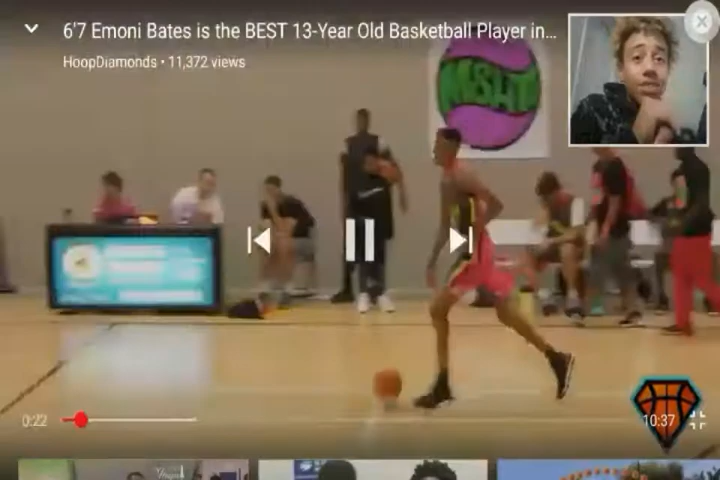 6'7 Emoni Bates is the BEST 13-Year Old Basketball Player in...
HoopDiamonds • 11,372 views
MSHTV
0:22
10:37